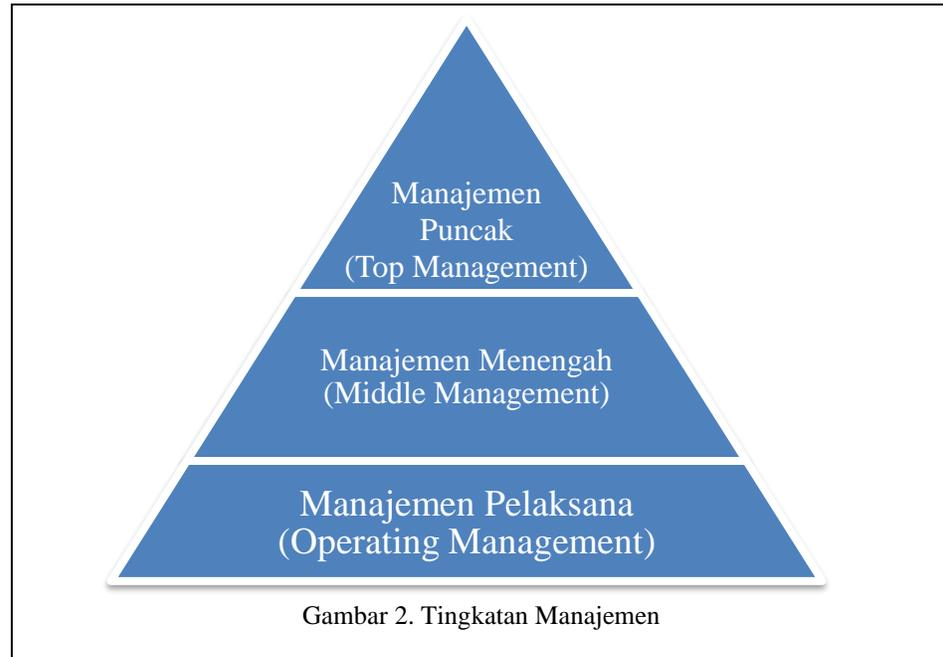 Manajemen
Puncak
(Top Management)
Manajemen Menengah
(Middle Management)
Manajemen Pelaksana
(Operating Management)
Gambar 2. Tingkatan Manajemen